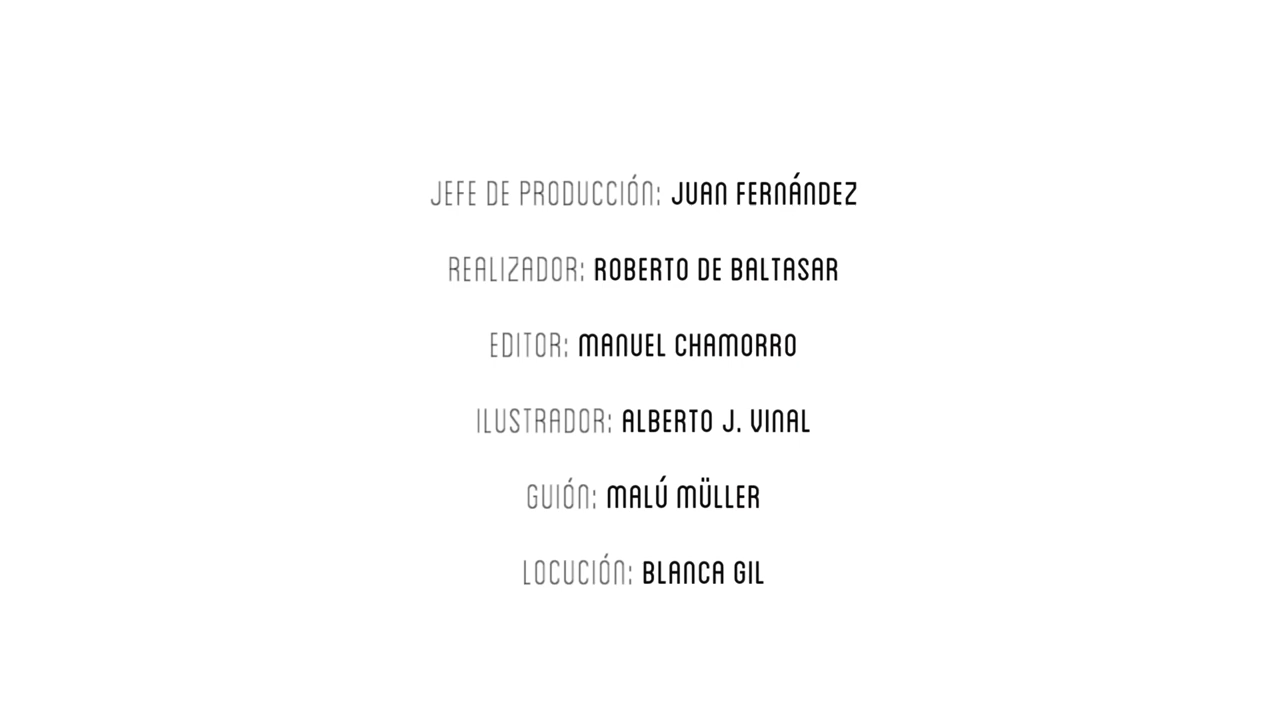 JEFE DE PRODUCCIÓN: JUAN FERNÁNDEZ
REALIZADOR: ROBERTO DE BALTASAR
EDITOR: MANUEL CHAMORRO
ILUSTRADOR: ALBERTO J. VINAL
GUIÓN: MALÚ MÜLLER
LOCUCIÓN: BLANCA GIL